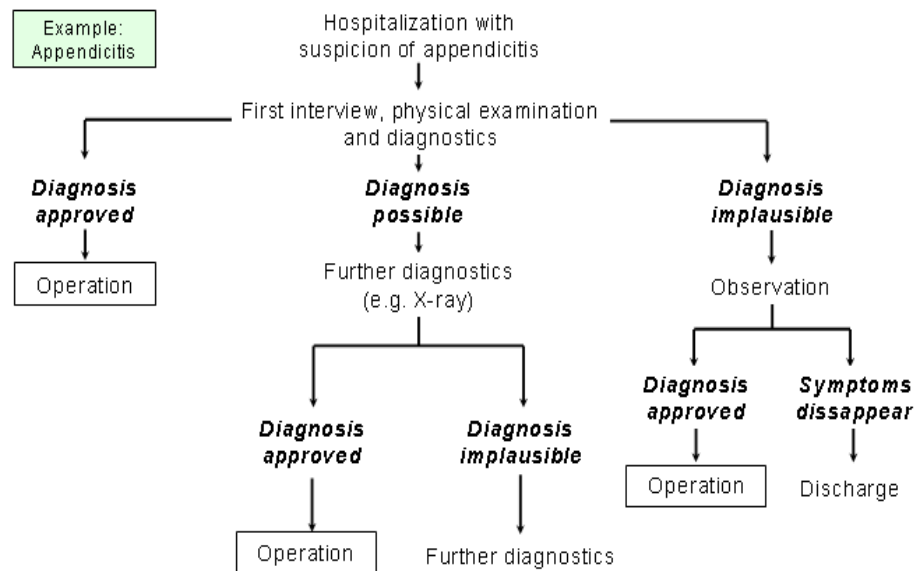 Example:
Appendicitis
Hospitalization with
suspicion of appendicitis
First interview, physical examination
and diagnostics
Diagnosis
approved
Diagnosis
possible
Diagnosis
implausible
Operation
Further diagnostics
(e.g. X-ray)
Observation
Diagnosis
approved
Diagnosis
implausible
Diagnosis
approved
Symptoms
dissappear
Operation
Further diagnostics
Operation
Discharge